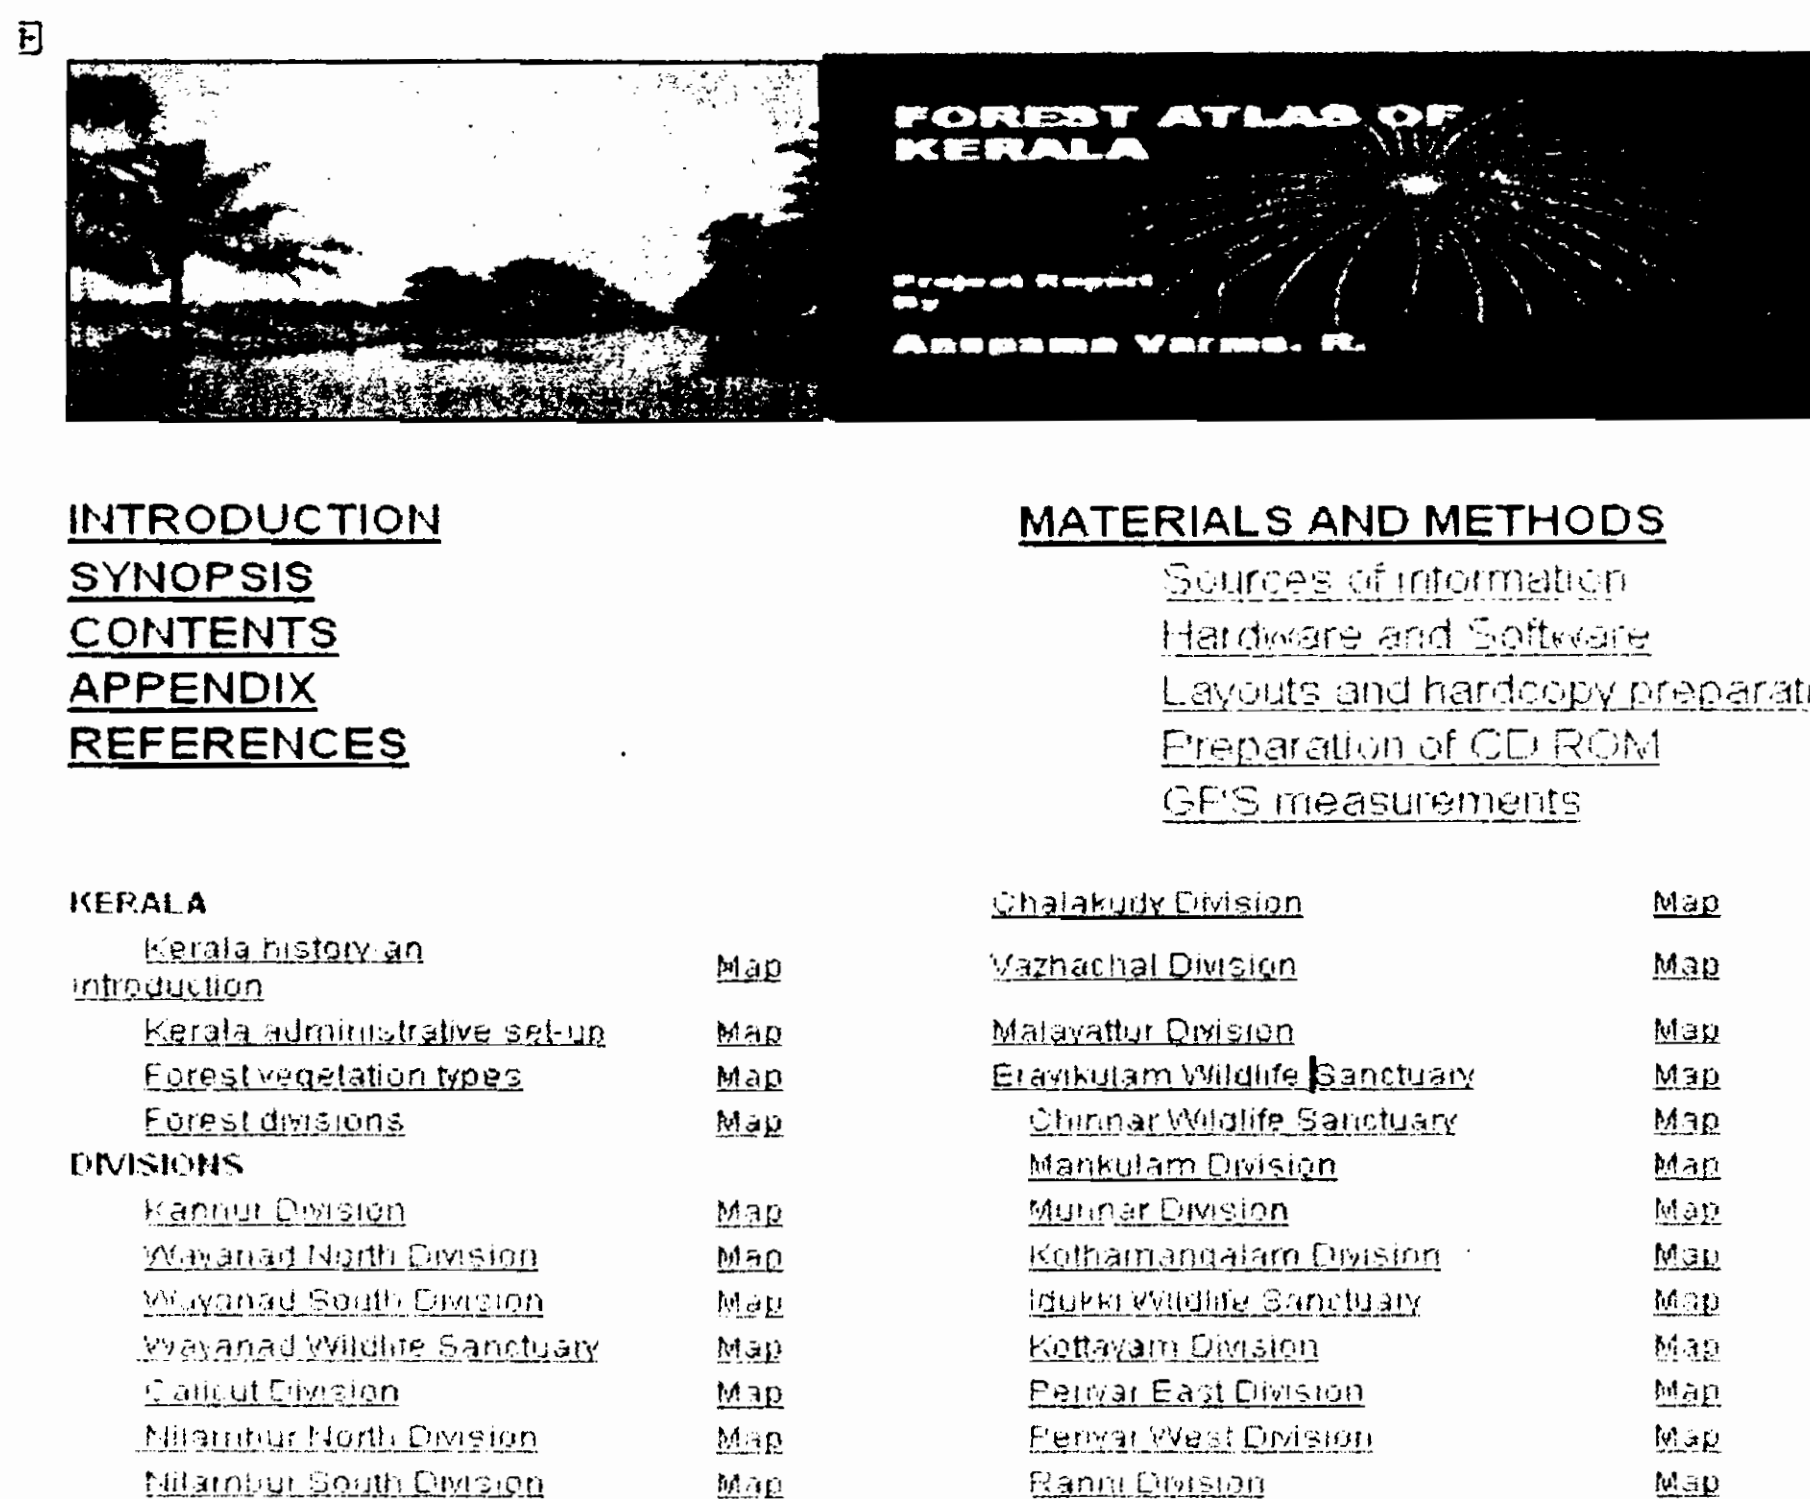 FOREST ATLAS OF
KERALA
Project Report
By
Anupama Varma. R.
INTRODUCTION
SYNOPSIS
CONTENTS
APPENDIX
REFERENCES
MATERIALS AND METHODS
Sources of information
Hardware and Software
Layouts and hardcopy preparati
Preparation of CD ROM
GPS measurements
KERALA
Kerala history-an
introduction Map
Kerala administrative set-up Map
Forest vegetation types Map
Forest divisions Map
DIVISIONS
Kannur Division Map
Wayanad North Division Map
Wayanad South Division Map
Wayanad Wildlife Sanctuary Map
Calicut Division Map
Nilambur North Division Map
Nilambur South Division Map
Chalakudy Division Map
Vazhachal Division Map
Malayattur Division Map
Eravikulam Wildlife Sanctuary Map
Chinnar Wildlife Sanctuary Map
Mankulam Division Map
Munnar Division Map
Kothamangalam Division Map
Idukki Wildlife Sanctuary Map
Kottayam Division Map
Periyar East Division Map
Periyar West Division Map
Ranni Division Map